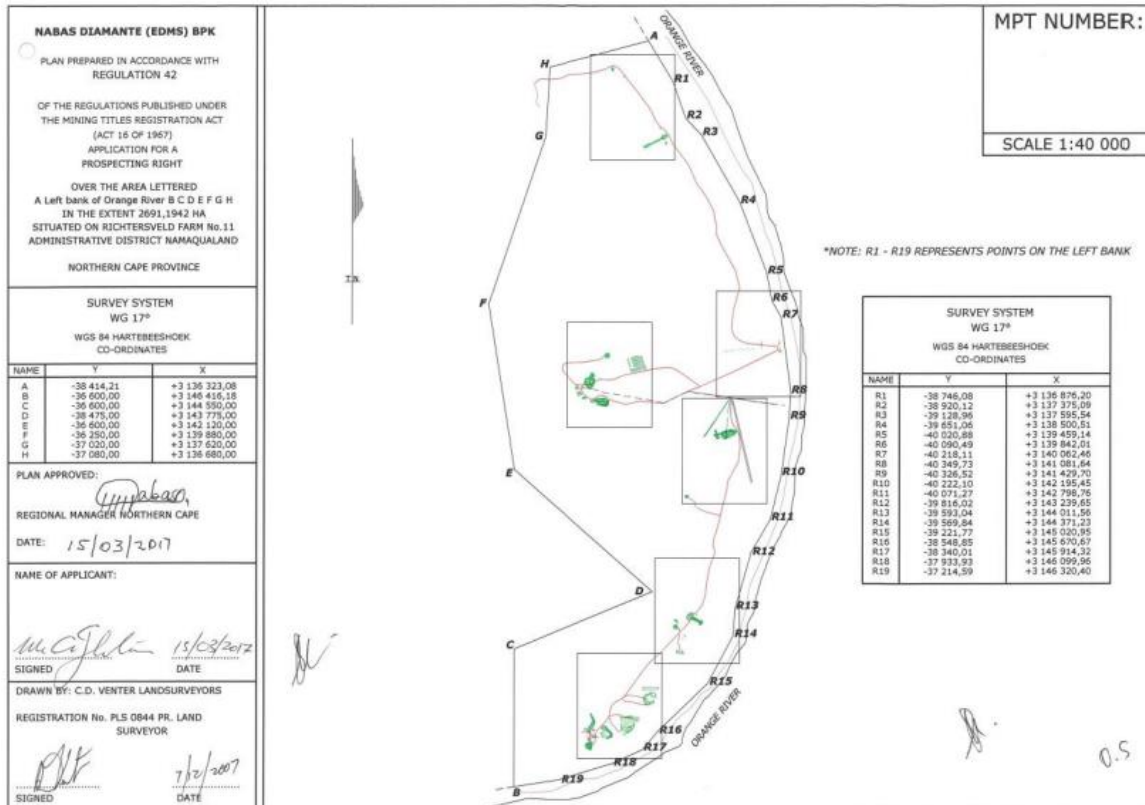 NABAS DIAMANTE (EDMS) BPK
PLAN PREPARED IN ACCORDANCE WITH
REGULATION 42
OF THE REGULATIONS PUBLISHED UNDER
THE MINING TITLES REGISTRATION ACT
(ACT 16 OF 1967)
APPLICATION FOR A
PROSPECTING RIGHT
OVER THE AREA LETTERED
A Left bank of Orange River B C D E F G H
IN THE EXTENT 2691,1942 HA
SITUATED ON RICHTERSVELD FARM No.11
ADMINISTRATIVE DISTRICT NAMAQUALAND
NORTHERN CAPE PROVINCE
SURVEY SYSTEM
WG 17°
WGS 84 HARTEBEESHOEK
CO-ORDINATES
NAME Y X
A -38 414,21 +3 136 323,08
B -36 600,00 +3 146 416,18
C -36 600,00 +3 144 550,00
D -38 475,00 +3 143 775,00
E -36 600,00 +3 142 120,00
F -36 250,00 +3 139 880,00
G -37 020,00 +3 137 620,00
H -37 080,00 +3 136 680,00
PLAN APPROVED:
REGIONAL MANAGER NORTHERN CAPE
DATE: 15/03/2017
NAME OF APPLICANT:
15/03/2017
SIGNED DATE
DRAWN BY: C.D. VENTER LANDSURVEYORS
REGISTRATION No. PLS 0844 PR. LAND
SURVEYOR
7/12/2007
SIGNED DATE
T.N.
ORANGE RIVER
A
H
R1
R2
G
R3
R4
R5
R6
F
R7
R8
R9
E
R10
R11
R12
D
R13
R14
C
R15
ORANGE RIVER
R16
R17
R18
R19
B
MPT NUMBER:
SCALE 1:40 000
*NOTE: R1 - R19 REPRESENTS POINTS ON THE LEFT BANK
SURVEY SYSTEM
WG 17°
WGS 84 HARTEBEESHOEK
CO-ORDINATES
NAME Y X
R1 -38 746,08 +3 136 876,20
R2 -38 920,12 +3 137 375,09
R3 -39 128,96 +3 137 595,54
R4 -39 651,06 +3 138 500,51
R5 -40 020,88 +3 139 459,14
R6 -40 090,49 +3 139 842,01
R7 -40 218,11 +3 140 062,46
R8 -40 349,73 +3 141 081,64
R9 -40 326,52 +3 141 429,70
R10 -40 222,10 +3 142 195,45
R11 -40 071,27 +3 142 798,76
R12 -39 816,02 +3 143 239,65
R13 -39 593,04 +3 144 011,56
R14 -39 569,84 +3 144 371,23
R15 -39 221,77 +3 145 020,95
R16 -38 548,85 +3 145 670,67
R17 -38 340,01 +3 145 914,32
R18 -37 933,93 +3 146 099,96
R19 -37 214,59 +3 146 320,40
O.S